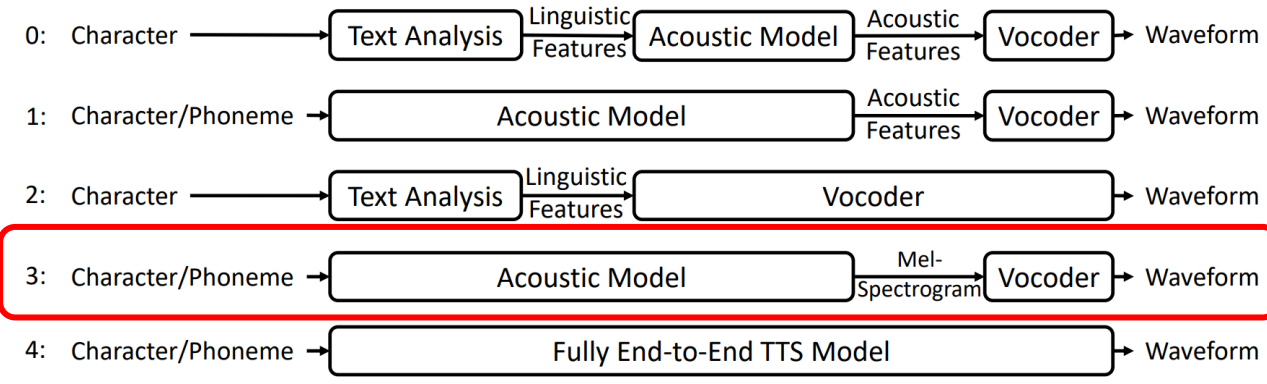 0: Character Text Analysis Linguistic Features Acoustic Model Acoustic Features Vocoder Waveform
1: Character/Phoneme Acoustic Model Acoustic Features Vocoder Waveform
2: Character Text Analysis Linguistic Features Vocoder Waveform
3: Character/Phoneme Acoustic Model Mel-Spectrogram Vocoder Waveform
4: Character/Phoneme Fully End-to-End TTS Model Waveform